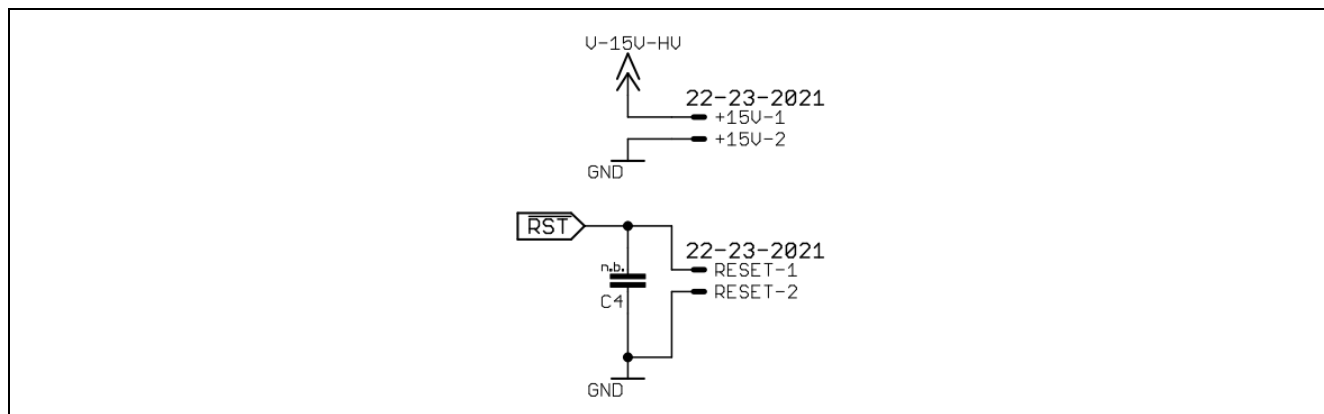 V-15V-HV
22-23-2021
+15V-1
+15V-2
GND
RST
22-23-2021
n.b.
RESET-1
RESET-2
C4
GND